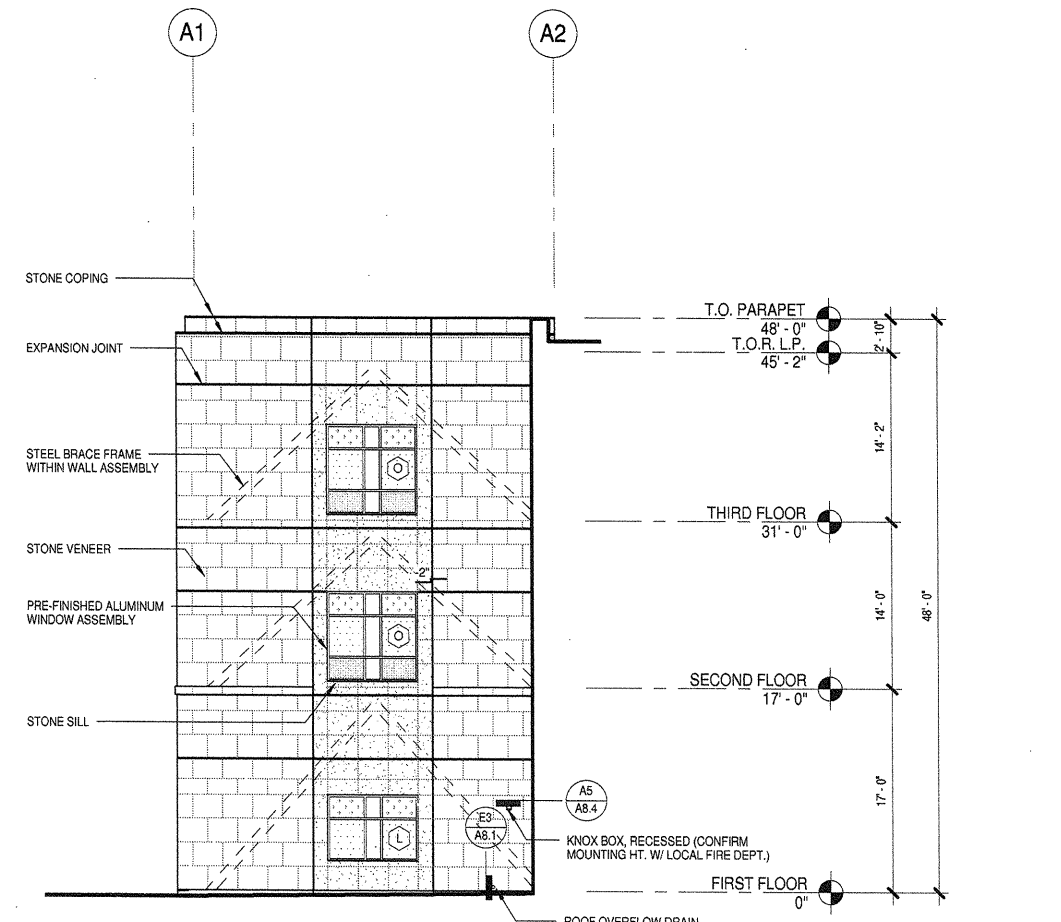 A1
A2
STONE COPING
T.O. PARAPET
48' - 0"
T.O.R. L.P.
45' - 2"
2' - 10"
EXPANSION JOINT
14' - 2"
STEEL BRACE FRAME
WITHIN WALL ASSEMBLY
O
THIRD FLOOR
31' - 0"
STONE VENEER
2"
14' - 0"
48' - 0"
PRE-FINISHED ALUMINUM
WINDOW ASSEMBLY
O
SECOND FLOOR
17' - 0"
STONE SILL
17' - 0"
A5
A8.4
E3
A8.1
L
KNOX BOX, RECESSED (CONFIRM
MOUNTING HT. W/ LOCAL FIRE DEPT.)
FIRST FLOOR
0"
ROOF OVERFLOW DRAIN